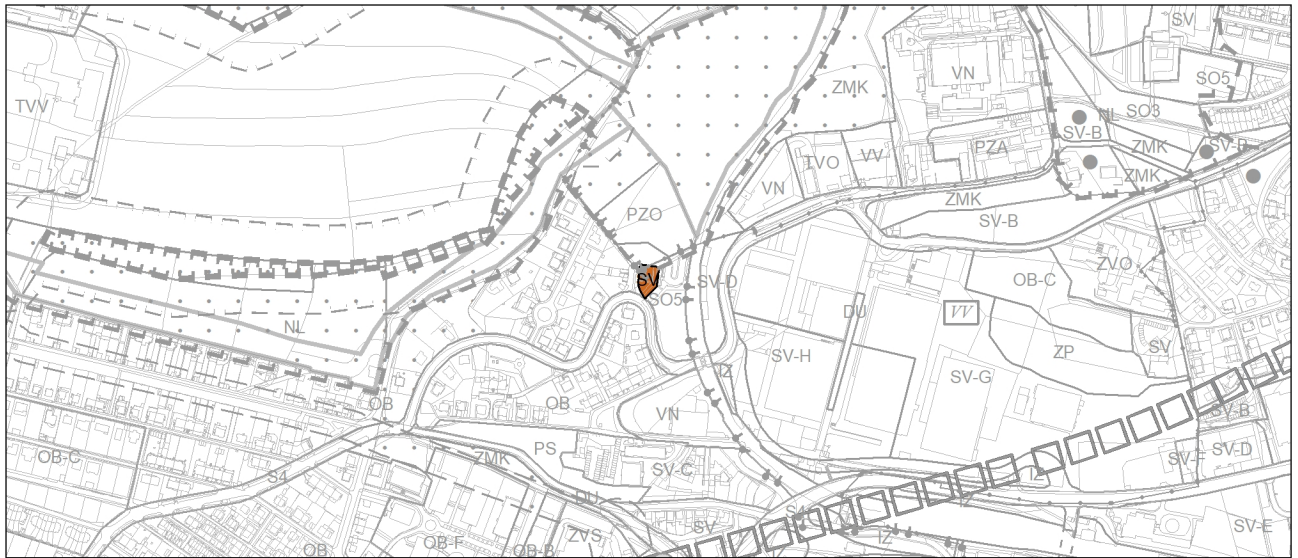 SV
TVV
VN
SO5
ZMK
NL
SO3
SV-B
TVO
VV
PZA
ZMK
ZMK
VN
ZMK
PZO
SV-B
SV
SV-D
ZVO
SO5
OB-C
DU
VV
NL
SV-H
ZP
SV
IZ
SV-G
OB
OB
VN
SV-B
PS
OB-C
ZMK
SV-C
SV-F
SV-D
S4
IZ
DU
S4
SV
SV-E
ZVS
IZ
OB
OB-F
OB-B